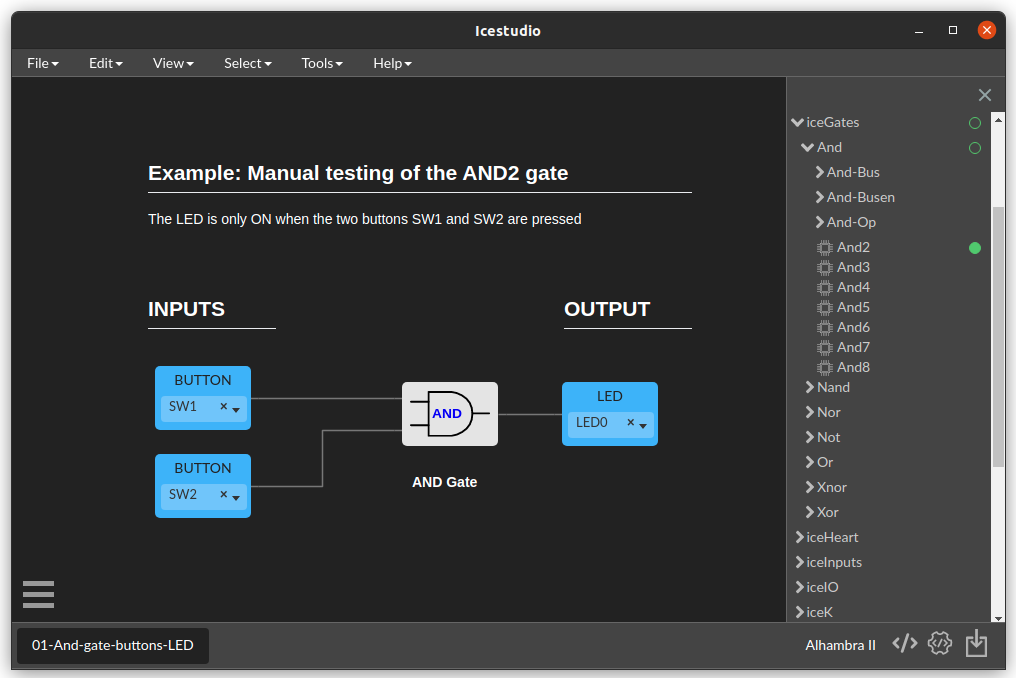 Icestudio
File Edit View Select Tools Help
Example: Manual testing of the AND2 gate
The LED is only ON when the two buttons SW1 and SW2 are pressed
INPUTS
OUTPUT
BUTTON
SW1 ×
BUTTON
SW2 ×
AND
AND Gate
LED
LED0 ×
iceGates
And
And-Bus
And-Busen
And-Op
And2
And3
And4
And5
And6
And7
And8
Nand
Nor
Not
Or
Xnor
Xor
iceHeart
iceInputs
iceIO
iceK
01-And-gate-buttons-LED
Alhambra II